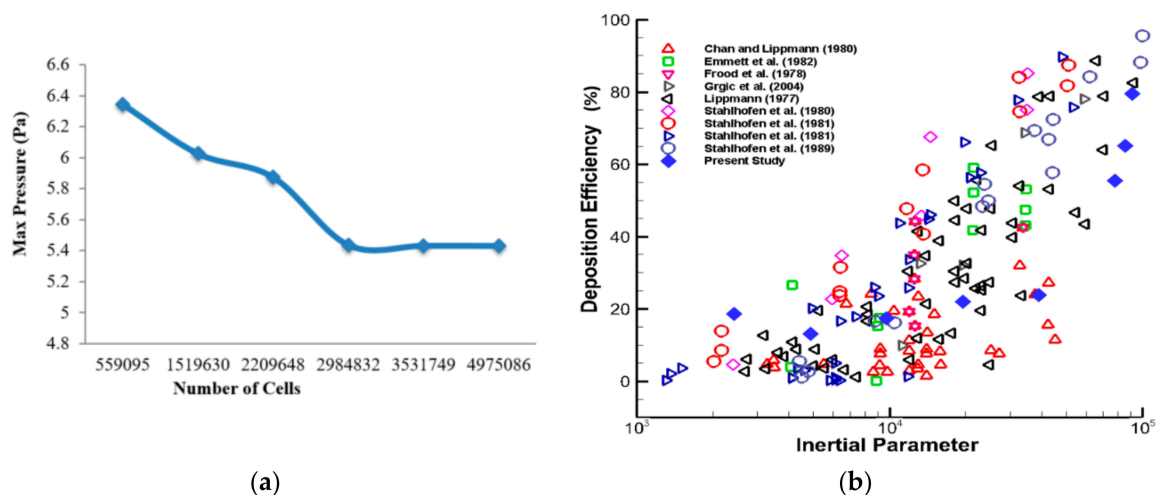 6.6
6.4
6.2
6
5.8
5.6
5.4
5.2
5
4.8
Max Pressure (Pa)
559095 1519630 2209648 2984832 3531749 4975086
Number of Cells
(a)
100
80
60
40
20
0
Deposition Efficiency (%)
Chan and Lippmann (1980)
Emmett et al. (1982)
Frood et al. (1978)
Grgic et al. (2004)
Lippmann (1977)
Stahlhofen et al. (1980)
Stahlhofen et al. (1981)
Stahlhofen et al. (1981)
Stahlhofen et al. (1989)
Present Study
10³ 10⁴ 10⁵
Inertial Parameter
(b)